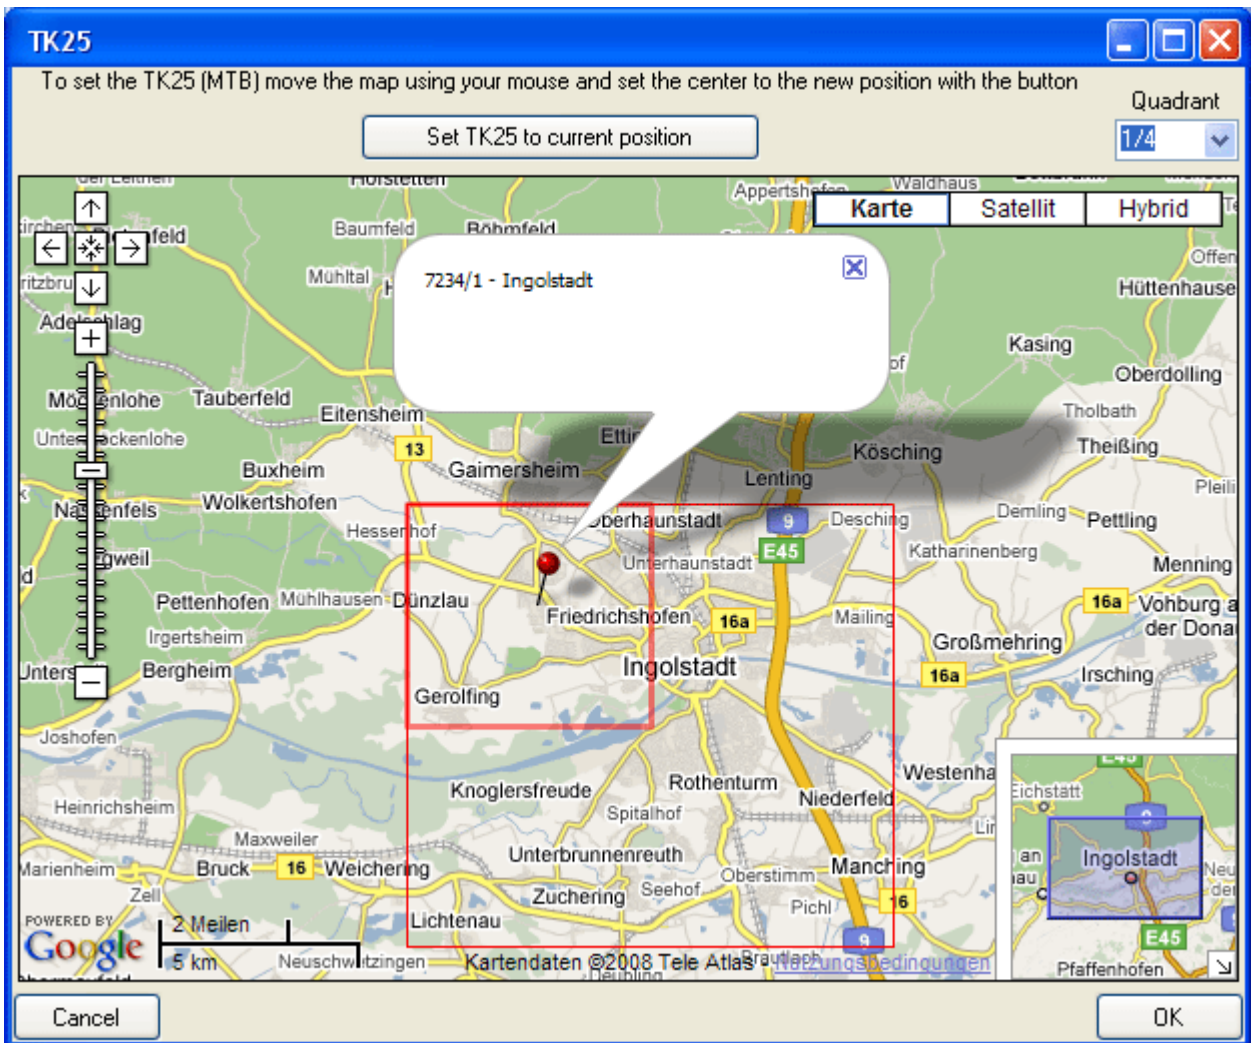 TK25
To set the TK25 (MTB) move the map using your mouse and set the center to the new position with the button
Quadrant
Set TK25 to current position
1/4
Horstetten
Waldhaus
Karte
Satellit
Hybrid
Baumfeld
Böhmfeld
Offen
Mühltal
7234/1 - Ingolstadt
Hüttenhause
Kasing
Oberdolling
Tauberfeld
Eitensheim
Tholbath
13
Theißing
Kösching
Buxheim
Gaimersheim
Lenting
Pleili
Wolkertshofen
Hessenhof
Oberhaunstadt
9
Desching
Demling
Pettling
E45
Unterhaunstadt
Katharinenberg
Menning
Pettenhofen
Mühlhausen
Dünzlau
Friedrichshofen
16a
Mailing
16a
Vohburg a
der Donau
Irgertsheim
Großmehring
Bergheim
Ingolstadt
16a
Irsching
Gerolfing
Joshofen
Knoglersfreude
Rothenturm
Westenha
E45
Eichstätt
Niederfeld
Heinrichsheim
Spitalhof
9
Maxweiler
Unterbrunnenreuth
Ingolstadt
Marienheim
Bruck
16
Weichering
Oberstimm
Manching
Zell
Zuchering
Seehof
Pichl
16
POWERED BY
Google
2 Meilen
5 km
Lichtenau
9
E45
Neuschwetzingen
Kartendaten ©2008 Tele Atlas
Nutzungsbedingungen
Pfaffenhofen
Cancel
OK